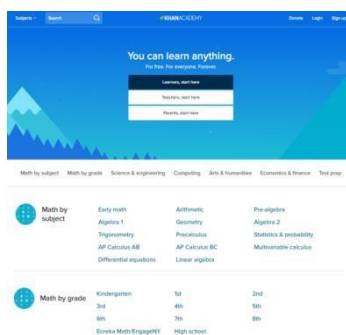 Subjects Search KHANACADEMY Donate Login Sign up
You can learn anything.
For free. For everyone. Forever.
Learners, start here
Teachers, start here
Parents, start here
Math by subject Math by grade Science & engineering Computing Arts & humanities Economics & finance Test prep
Math by subject
Early math Arithmetic Pre-algebra
Algebra 1 Geometry Algebra 2
Trigonometry Precalculus Statistics & probability
AP Calculus AB AP Calculus BC Multivariable calculus
Differential equations Linear algebra
Math by grade
Kindergarten 1st 2nd
3rd 4th 5th
6th 7th 8th
Eureka Math/EngageNY High school